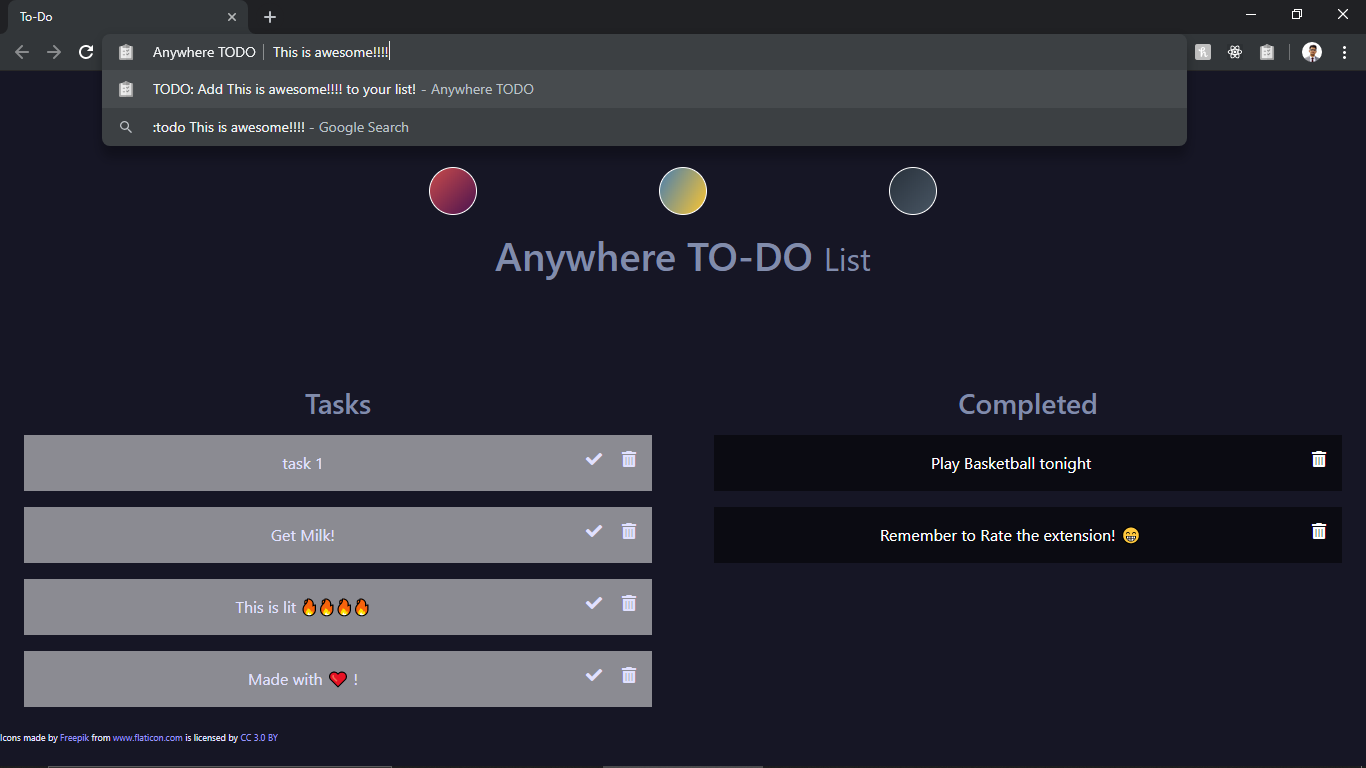 To-Do
Anywhere TODO | This is awesome!!!!
TODO: Add This is awesome!!!! to your list! - Anywhere TODO
:todo This is awesome!!!! - Google Search
Anywhere TO-DO List
Tasks
task 1
Get Milk!
This is lit 🔥🔥🔥🔥
Made with ❤️ !
Completed
Play Basketball tonight
Remember to Rate the extension! 😁
Icons made by Freepik from www.flaticon.com is licensed by CC 3.0 BY